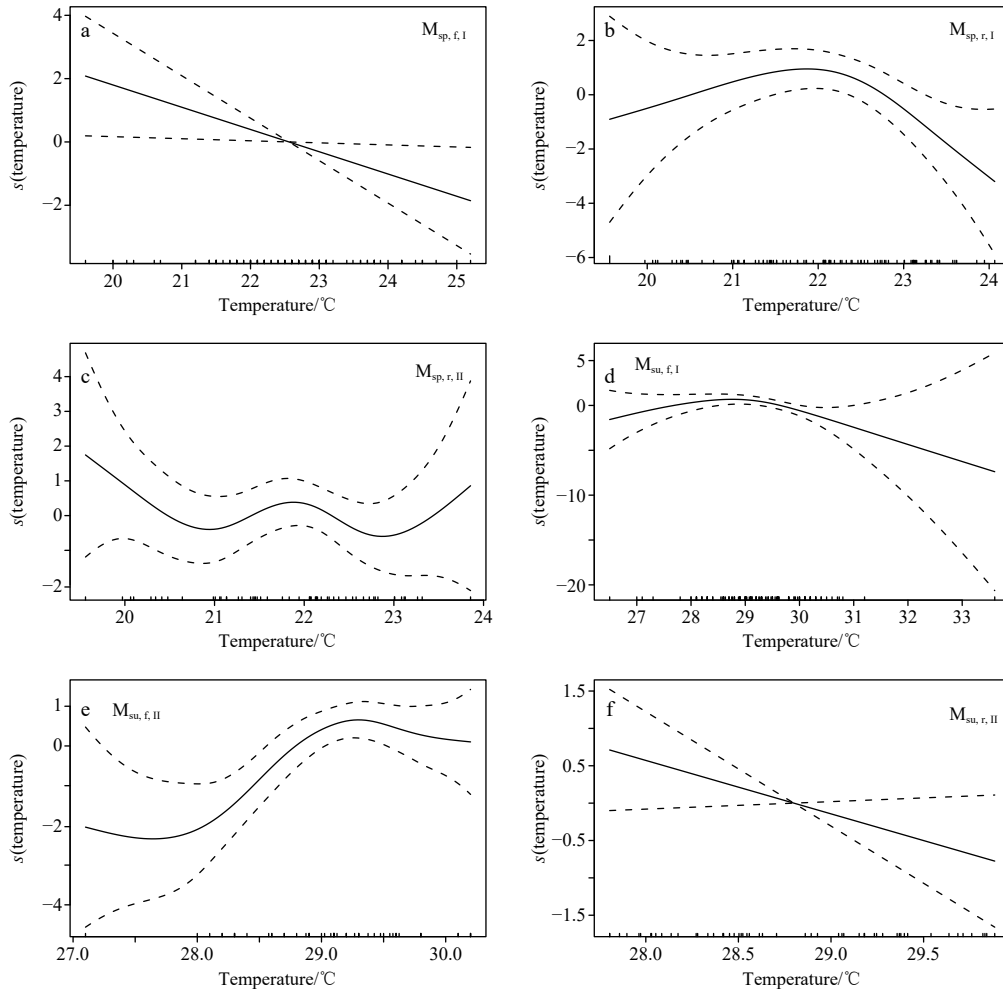 a
M_sp, f, I
s(temperature)
4
2
0
−2
20 21 22 23 24 25
Temperature/℃
b
M_sp, r, I
s(temperature)
2
0
−2
−4
−6
20 21 22 23 24
Temperature/℃
c
M_sp, r, II
s(temperature)
4
3
2
1
0
−2
20 21 22 23 24
Temperature/℃
d
M_su, f, I
s(temperature)
5
0
−10
−20
27 28 29 30 31 32 33
Temperature/℃
e
M_su, f, II
s(temperature)
1
0
−2
−4
27.0 28.0 29.0 30.0
Temperature/℃
f
M_su, r, II
s(temperature)
1.5
0.5
−0.5
−1.5
28.0 28.5 29.0 29.5
Temperature/℃